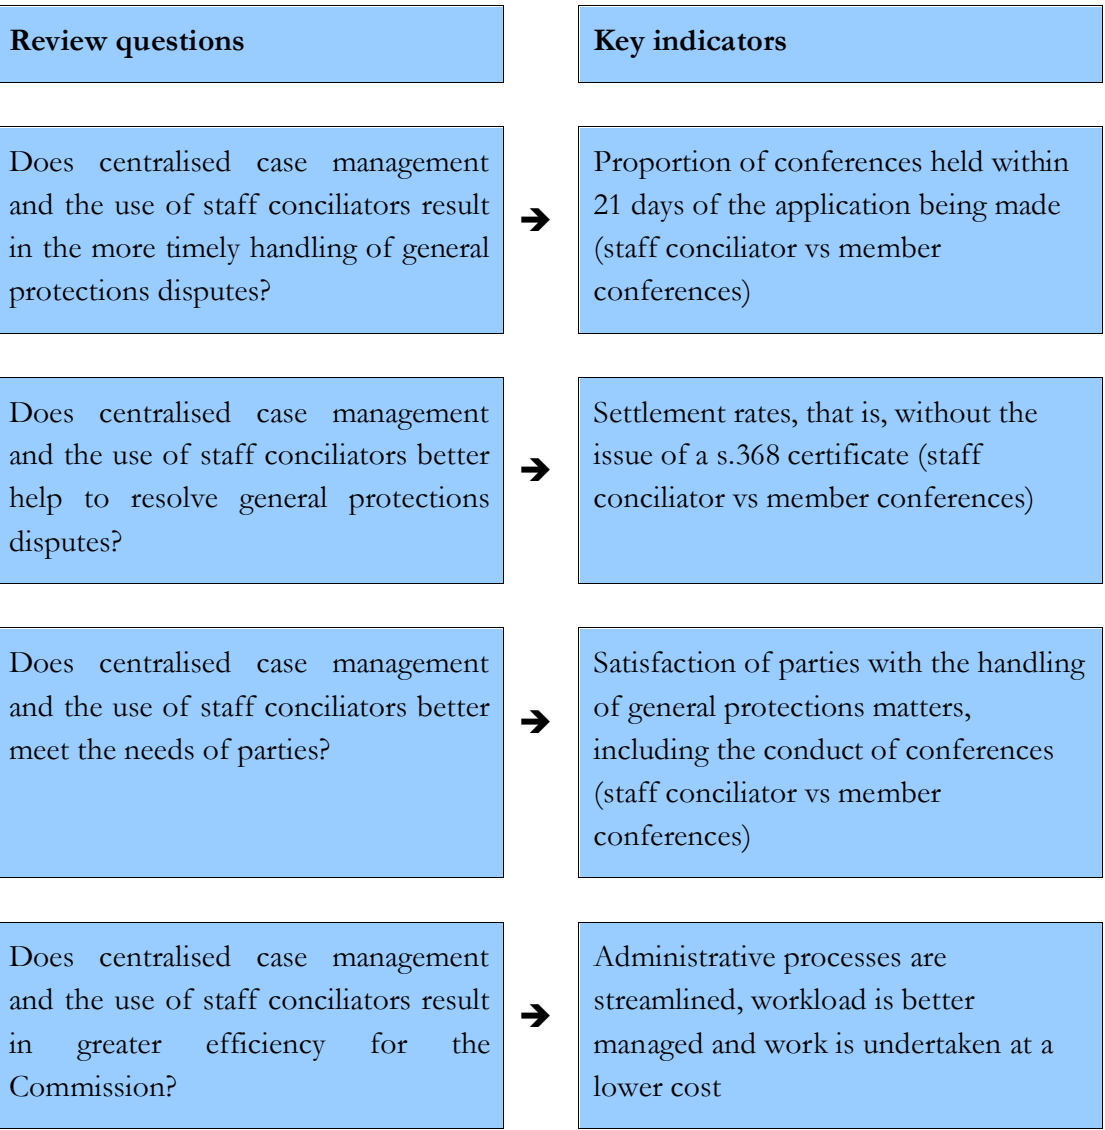 Review questions
Key indicators
Does centralised case management
and the use of staff conciliators result
in the more timely handling of general
protections disputes?
Proportion of conferences held within
21 days of the application being made
(staff conciliator vs member
conferences)
Does centralised case management
and the use of staff conciliators better
help to resolve general protections
disputes?
Settlement rates, that is, without the
issue of a s.368 certificate (staff
conciliator vs member conferences)
Does centralised case management
and the use of staff conciliators better
meet the needs of parties?
Satisfaction of parties with the handling
of general protections matters,
including the conduct of conferences
(staff conciliator vs member
conferences)
Does centralised case management
and the use of staff conciliators result
in greater efficiency for the
Commission?
Administrative processes are
streamlined, workload is better
managed and work is undertaken at a
lower cost